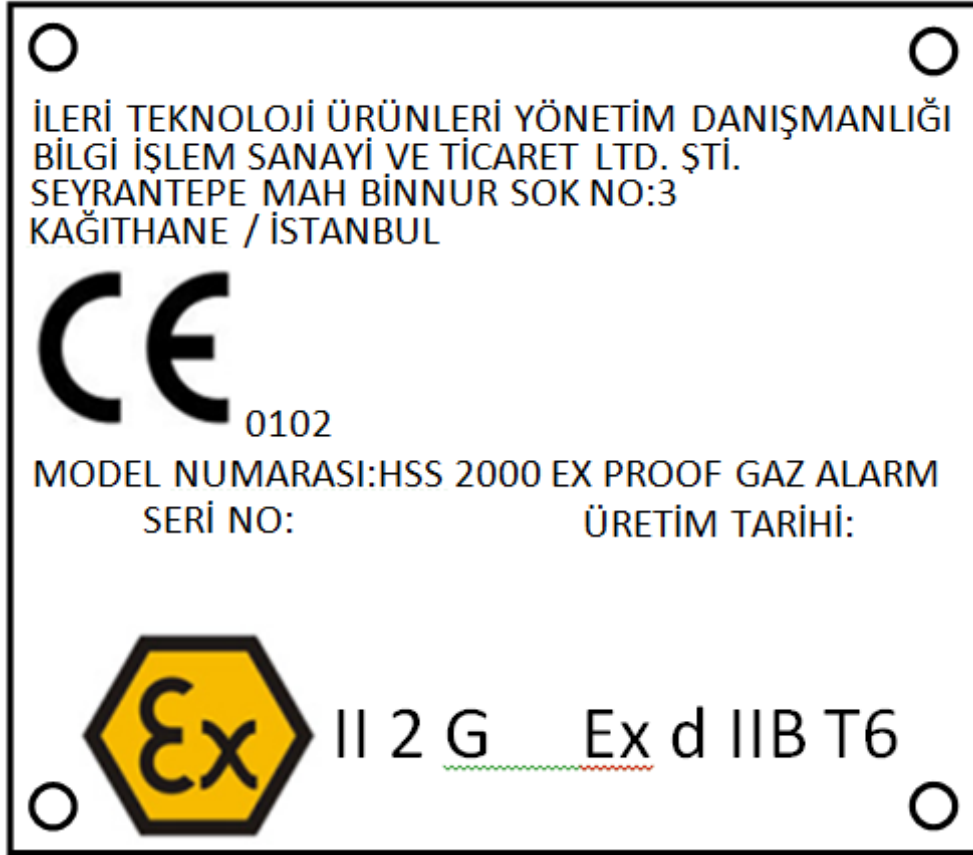 İLERİ TEKNOLOJİ ÜRÜNLERİ YÖNETİM DANIŞMANLIĞI
BİLGİ İŞLEM SANAYİ VE TİCARET LTD. ŞTİ.
SEYRANTEPE MAH BİNNUR SOK NO:3
KAĞITHANE / İSTANBUL
CE 0102
MODEL NUMARASI:HSS 2000 EX PROOF GAZ ALARM
SERİ NO: ÜRETİM TARİHİ:
Ex II 2 G Ex d IIB T6